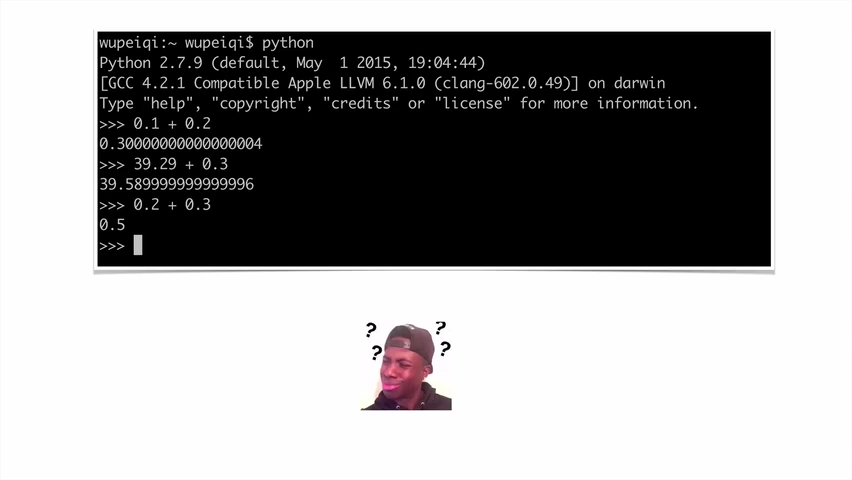 wupeiqi:~ wupeiqi$ python
Python 2.7.9 (default, May  1 2015, 19:04:44)
[GCC 4.2.1 Compatible Apple LLVM 6.1.0 (clang-602.0.49)] on darwin
Type "help", "copyright", "credits" or "license" for more information.
>>> 0.1 + 0.2
0.30000000000000004
>>> 39.29 + 0.3
39.589999999999996
>>> 0.2 + 0.3
0.5
>>>
? ?
? ?